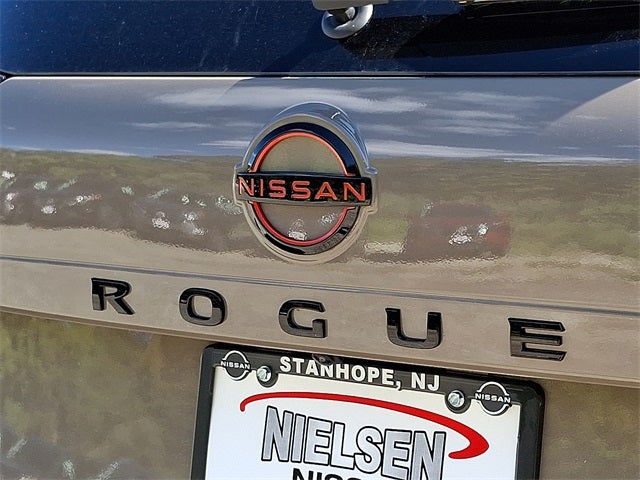 NISSAN
ROGUE
STANHOPE, NJ
NISSAN
NISSAN
NIELSEN